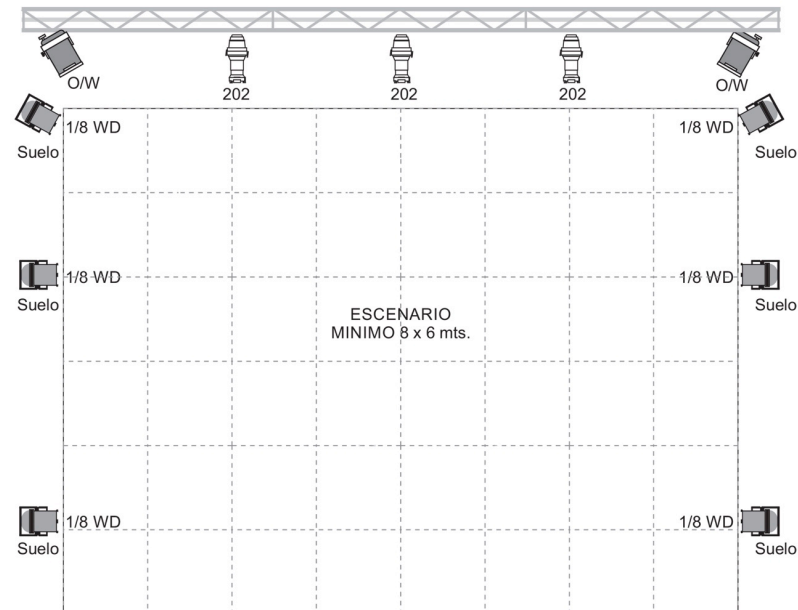 O/W
O/W
202
202
202
1/8 WD
1/8 WD
Suelo
Suelo
1/8 WD
1/8 WD
Suelo
Suelo
ESCENARIO
MINIMO 8 x 6 mts.
1/8 WD
1/8 WD
Suelo
Suelo